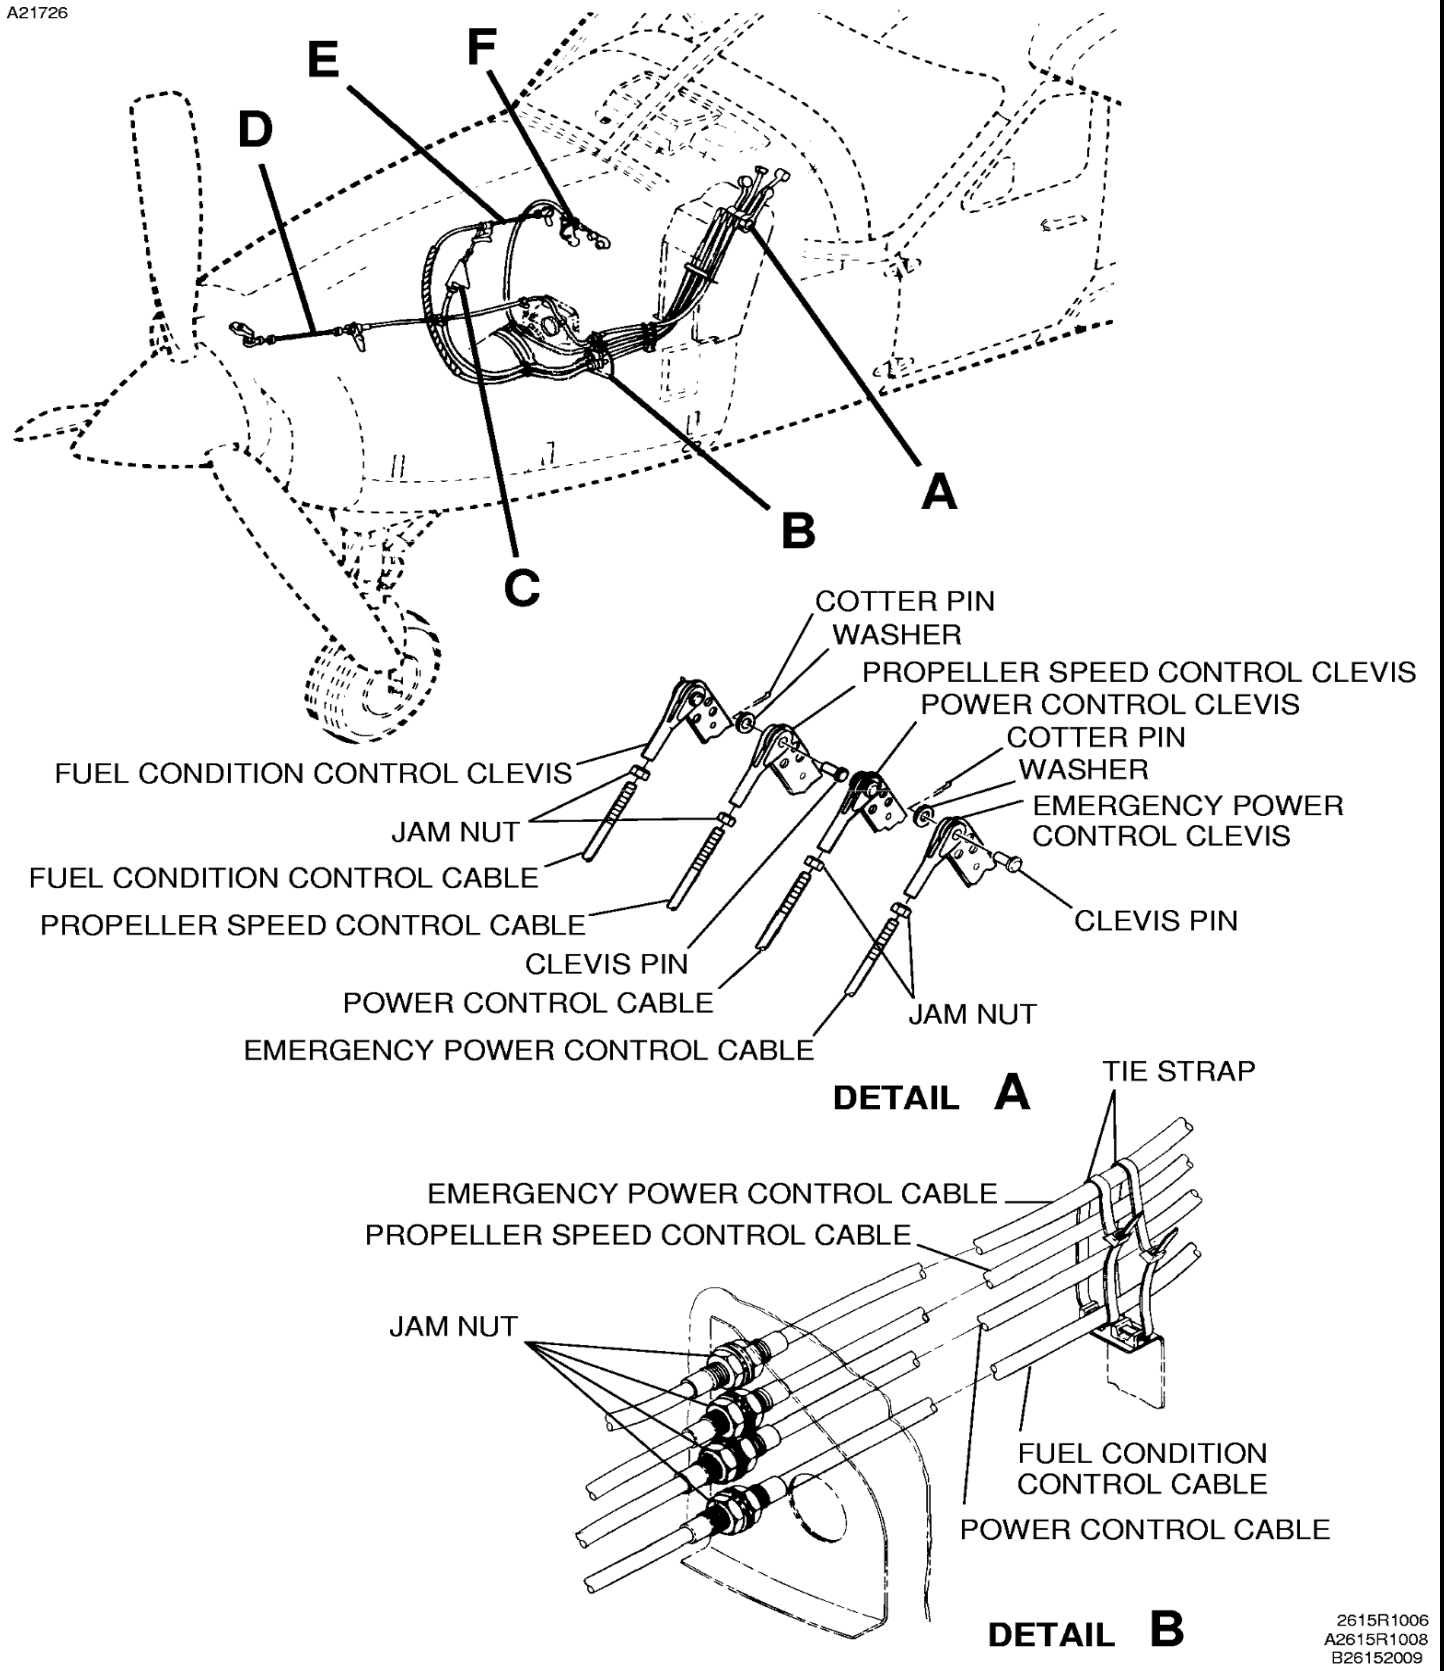 A21726
E
F
D
A
B
C
COTTER PIN
WASHER
PROPELLER SPEED CONTROL CLEVIS
POWER CONTROL CLEVIS
COTTER PIN
WASHER
FUEL CONDITION CONTROL CLEVIS
EMERGENCY POWER
CONTROL CLEVIS
JAM NUT
FUEL CONDITION CONTROL CABLE
PROPELLER SPEED CONTROL CABLE
CLEVIS PIN
CLEVIS PIN
POWER CONTROL CABLE
JAM NUT
EMERGENCY POWER CONTROL CABLE
DETAIL A
TIE STRAP
EMERGENCY POWER CONTROL CABLE
PROPELLER SPEED CONTROL CABLE
JAM NUT
FUEL CONDITION
CONTROL CABLE
POWER CONTROL CABLE
DETAIL B
2615R1006
A2615R1008
B26152009